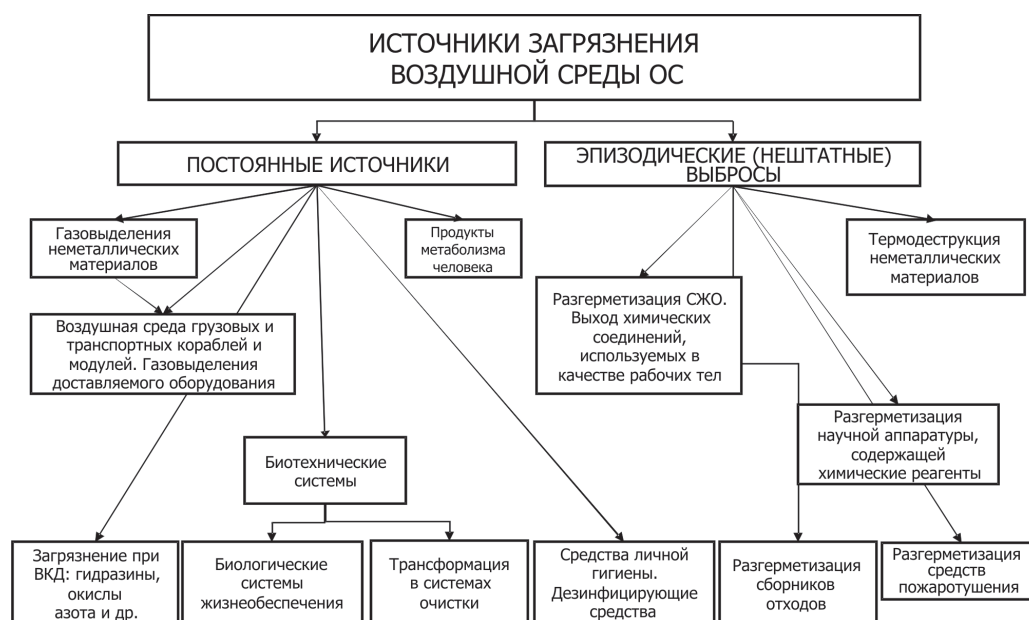 ИСТОЧНИКИ ЗАГРЯЗНЕНИЯ
ВОЗДУШНОЙ СРЕДЫ ОС
ПОСТОЯННЫЕ ИСТОЧНИКИ
ЭПИЗОДИЧЕСКИЕ (НЕШТАТНЫЕ)
ВЫБРОСЫ
Газовыделения
неметаллических
материалов
Продукты
метаболизма
человека
Термодеструкция
неметаллических
материалов
Воздушная среда грузовых и
транспортных кораблей и
модулей. Газовыделения
доставляемого оборудования
Разгерметизация СЖО.
Выход химических
соединений,
используемых в
качестве рабочих тел
Разгерметизация
научной аппаратуры,
содержащей
химические реагенты
Биотехнические
системы
Загрязнение при
ВКД: гидразины,
окислы
азота и др.
Биологические
системы
жизнеобеспечения
Трансформация
в системах
очистки
Средства личной
гигиены.
Дезинфицирующие
средства
Разгерметизация
сборников
отходов
Разгерметизация
средств
пожаротушения